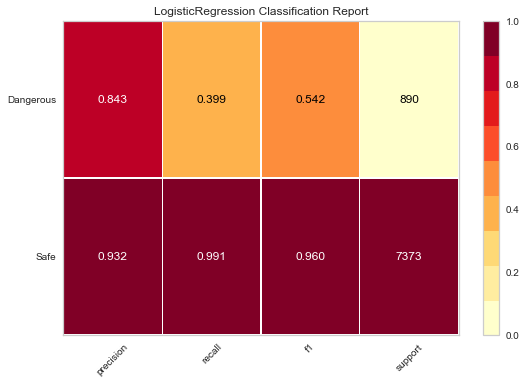 LogisticRegression Classification Report
Dangerous 0.843 0.399 0.542 890
Safe 0.932 0.991 0.960 7373
precision recall f1 support
1.0
0.8
0.6
0.4
0.2
0.0